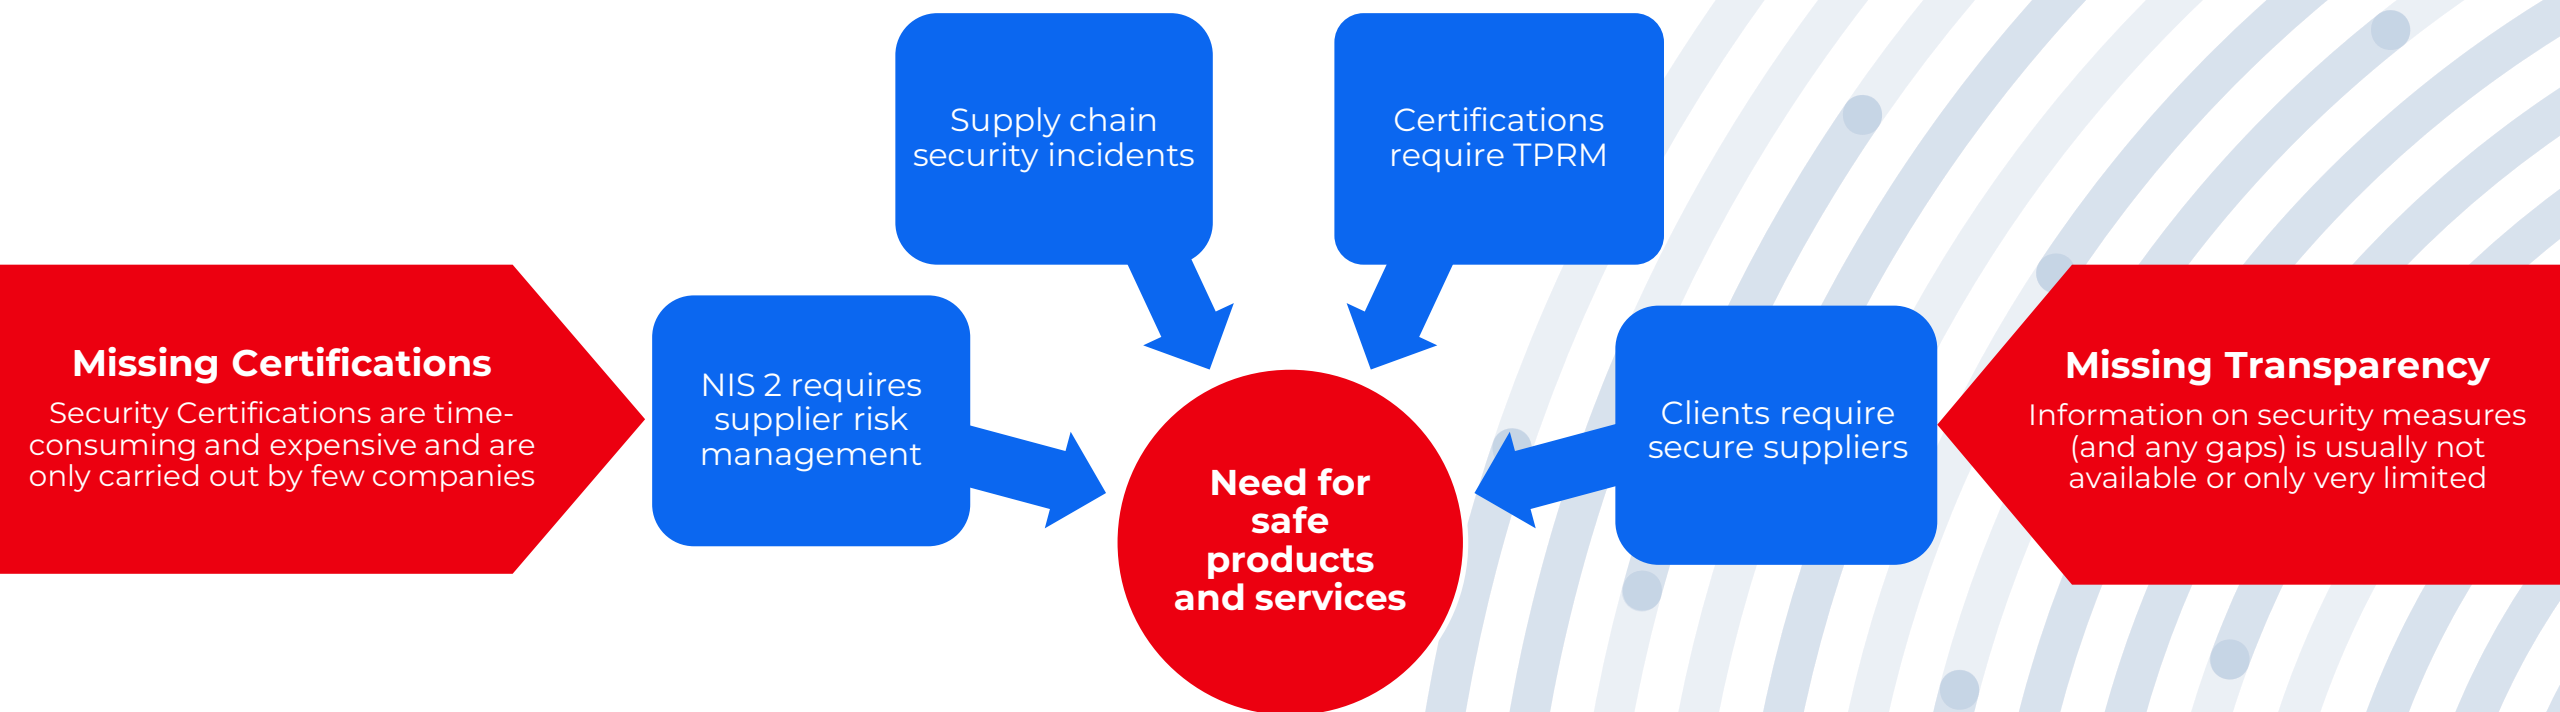 Missing Certifications
Security Certifications are time-
consuming and expensive and are
only carried out by few companies
NIS 2 requires
supplier risk
management
Supply chain
security incidents
Certifications
require TPRM
Clients require
secure suppliers
Need for
safe
products
and services
Missing Transparency
Information on security measures
(and any gaps) is usually not
available or only very limited